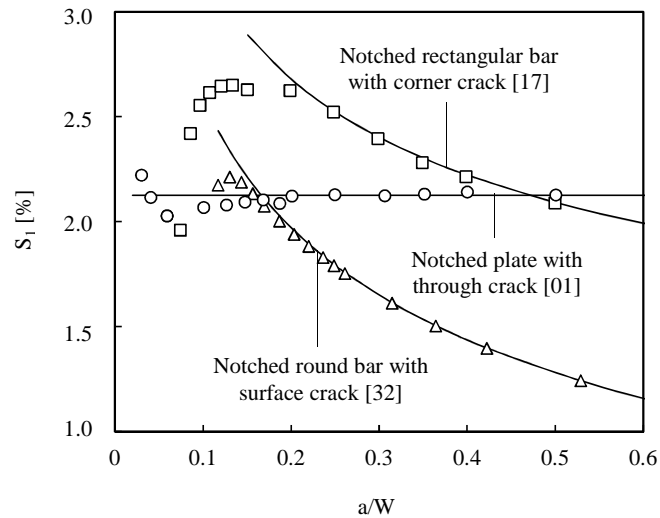 3.0
2.5
2.0
1.5
1.0
S1 [%]
Notched rectangular bar
with corner crack [17]
Notched plate with
through crack [01]
Notched round bar with
surface crack [32]
0
0.1
0.2
0.3
0.4
0.5
0.6
a/W